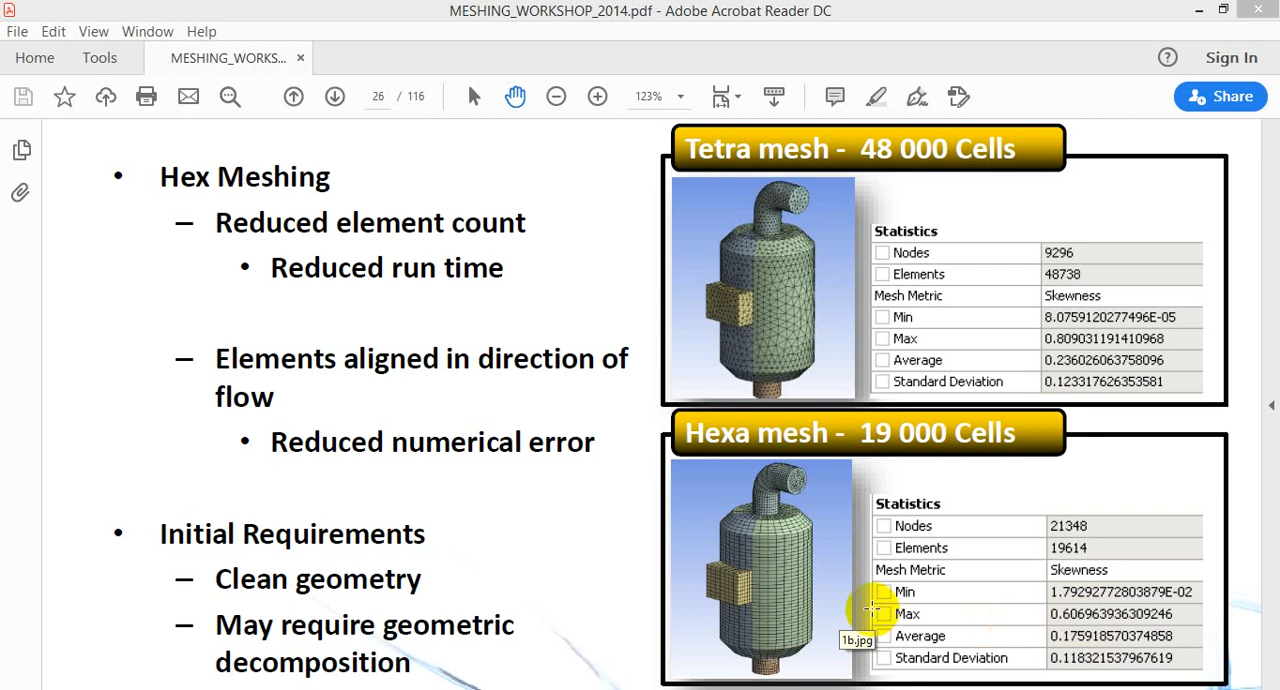 MESHING_WORKSHOP_2014.pdf - Adobe Acrobat Reader DC
File Edit View Window Help
Home Tools MESHING_WORKS... × ? Sign In
26 / 116 123% Share
• Hex Meshing
– Reduced element count
• Reduced run time
– Elements aligned in direction of
flow
• Reduced numerical error
• Initial Requirements
– Clean geometry
– May require geometric
decomposition
Tetra mesh - 48 000 Cells
Statistics
Nodes 9296
Elements 48738
Mesh Metric Skewness
Min 8.0759120277496E-05
Max 0.809031191410968
Average 0.236026063758096
Standard Deviation 0.123317626353581
Hexa mesh - 19 000 Cells
Statistics
Nodes 21348
Elements 19614
Mesh Metric Skewness
Min 1.79292772803879E-02
Max 0.606963936309246
Average 0.175918570374858
Standard Deviation 0.118321537967619
1b.jpg